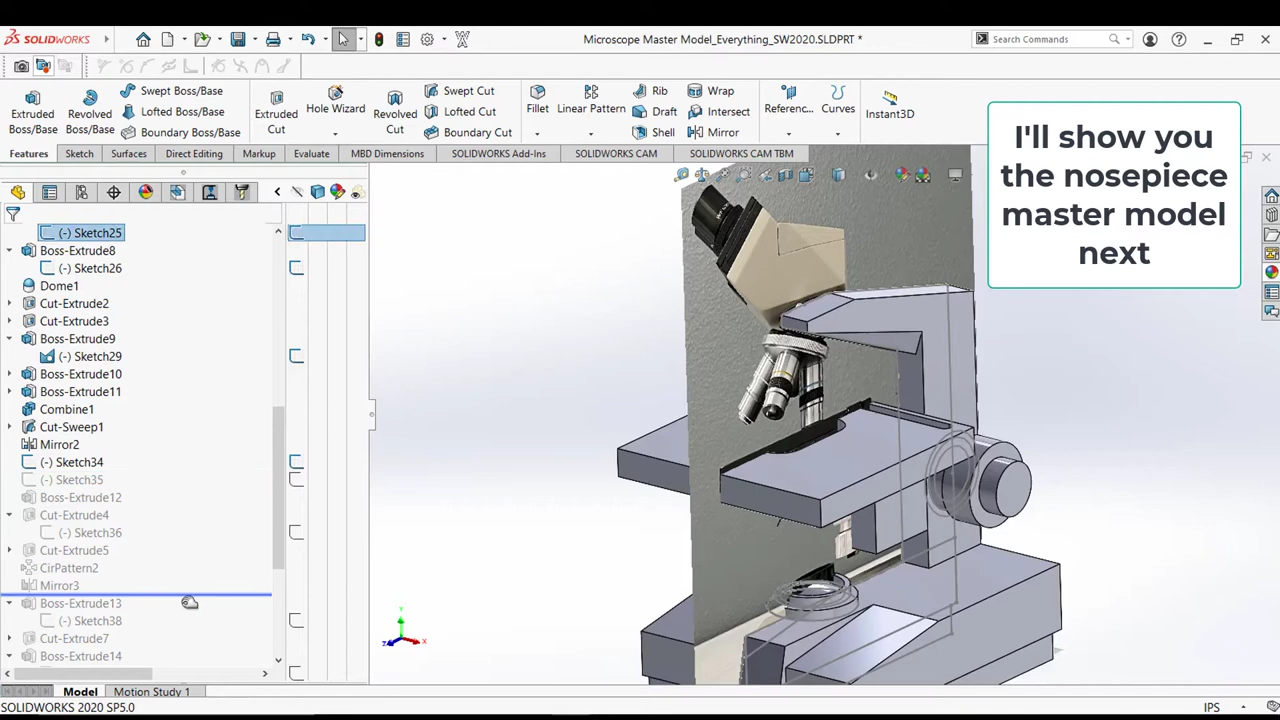 SOLIDWORKS
Microscope Master Model_Everything_SW2020.SLDPRT *
Search Commands
Extruded Boss/Base
Revolved Boss/Base
Swept Boss/Base
Lofted Boss/Base
Boundary Boss/Base
Extruded Cut
Hole Wizard
Revolved Cut
Swept Cut
Lofted Cut
Boundary Cut
Fillet
Linear Pattern
Rib
Draft
Shell
Wrap
Intersect
Mirror
Referenc...
Curves
Instant3D
Features
Sketch
Surfaces
Direct Editing
Markup
Evaluate
MBD Dimensions
SOLIDWORKS Add-Ins
SOLIDWORKS CAM
SOLIDWORKS CAM TBM
I'll show you
the nosepiece
master model
next
(-) Sketch25
Boss-Extrude8
(-) Sketch26
Dome1
Cut-Extrude2
Cut-Extrude3
Boss-Extrude9
(-) Sketch29
Boss-Extrude10
Boss-Extrude11
Combine1
Cut-Sweep1
Mirror2
(-) Sketch34
(-) Sketch35
Boss-Extrude12
Cut-Extrude4
(-) Sketch36
Cut-Extrude5
CirPattern2
Mirror3
Boss-Extrude13
(-) Sketch38
Cut-Extrude7
Boss-Extrude14
Y
Z
X
Model
Motion Study 1
SOLIDWORKS 2020 SP5.0
IPS